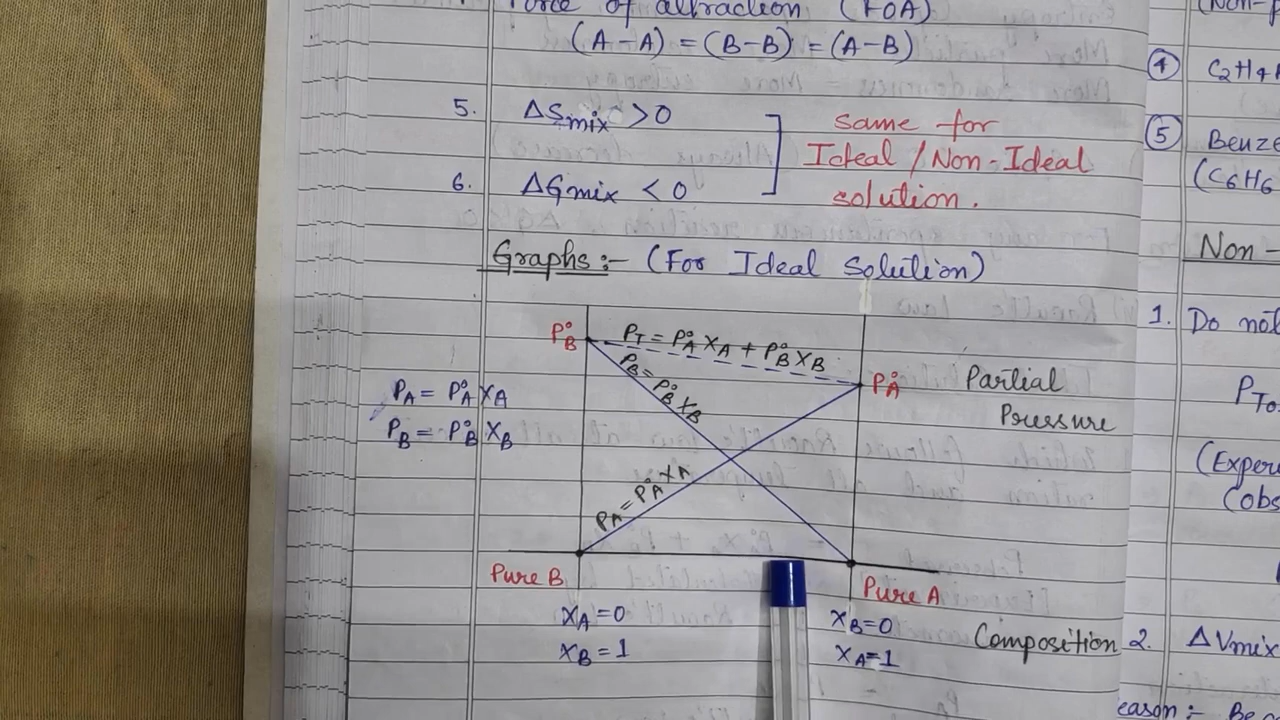 Force of attraction (FOA)
(A-A) = (B-B) = (A-B)
5. ΔSmix >0
6. ΔGmix < 0
same for
Ideal / Non-Ideal
solution.
Graphs :- (For Ideal Solution)
P°B
PT = P°A XA + P°B XB
P°A
PB = P°B XB
PA = P°A XA
PA = P°A XA
PB = P°B XB
Partial
Pressure
Pure B
Pure A
XA=0
XB=1
XB=0
XA=1
Composition
(Non-
④ C2H4
⑤ Benze
(C6H6
Non-
1. Do not
PTo
(Exper
(obs
2. ΔVmix
eason :-